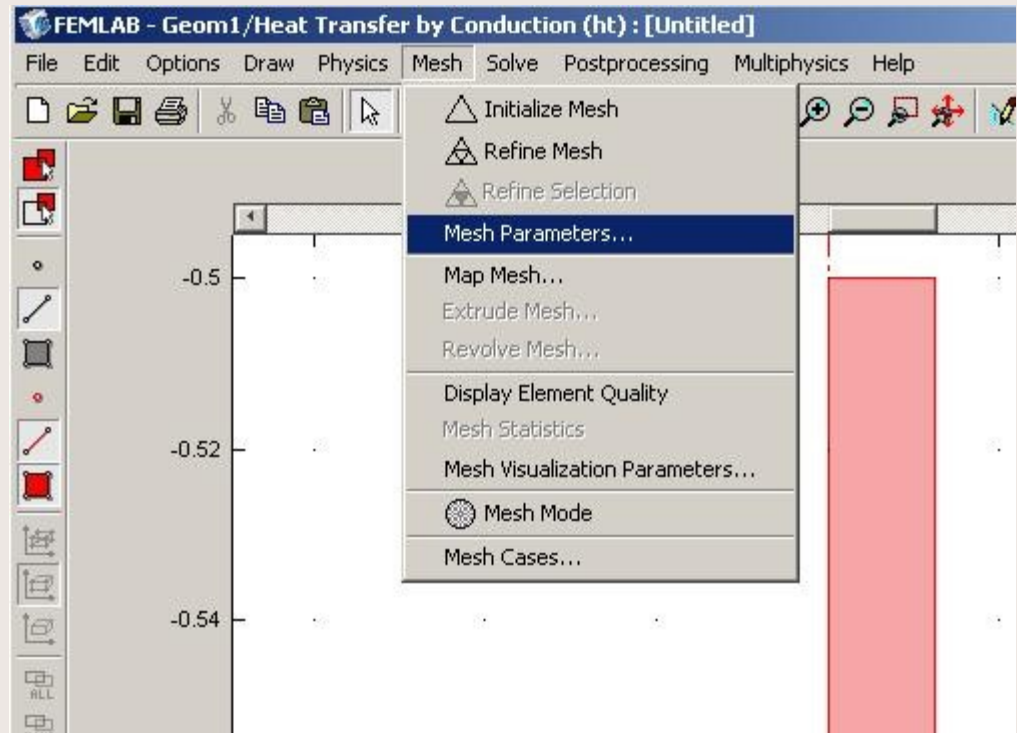 FEMLAB - Geom1/Heat Transfer by Conduction (ht) : [Untitled]
File Edit Options Draw Physics Mesh Solve Postprocessing Multiphysics Help
Initialize Mesh
Refine Mesh
Refine Selection
Mesh Parameters...
Map Mesh...
Extrude Mesh...
Revolve Mesh...
Display Element Quality
Mesh Statistics
Mesh Visualization Parameters...
Mesh Mode
Mesh Cases...
-0.5
-0.52
-0.54
ALL